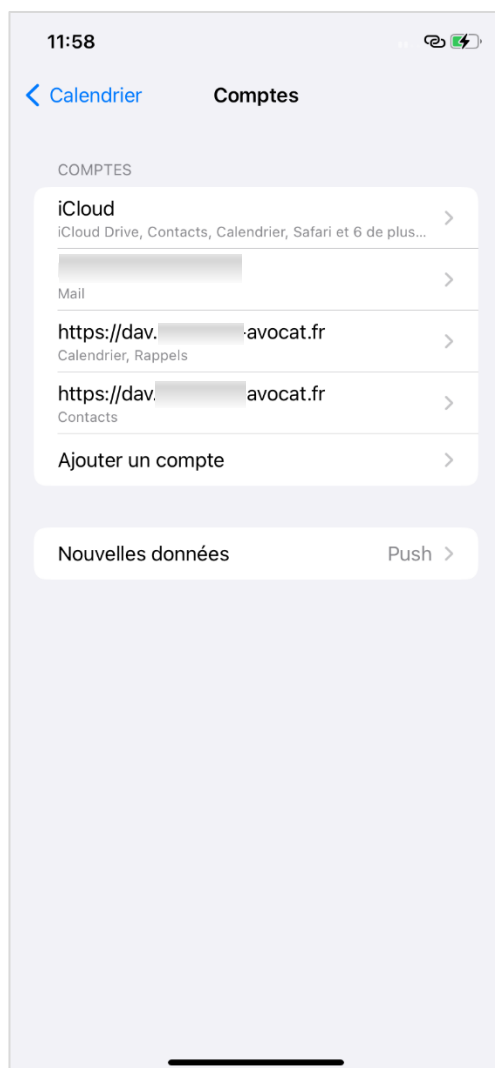 11:58
Calendrier
Comptes
COMPTES
iCloud
iCloud Drive, Contacts, Calendrier, Safari et 6 de plus...
Mail
https://dav. -avocat.fr
Calendrier, Rappels
https://dav. avocat.fr
Contacts
Ajouter un compte
Nouvelles données
Push